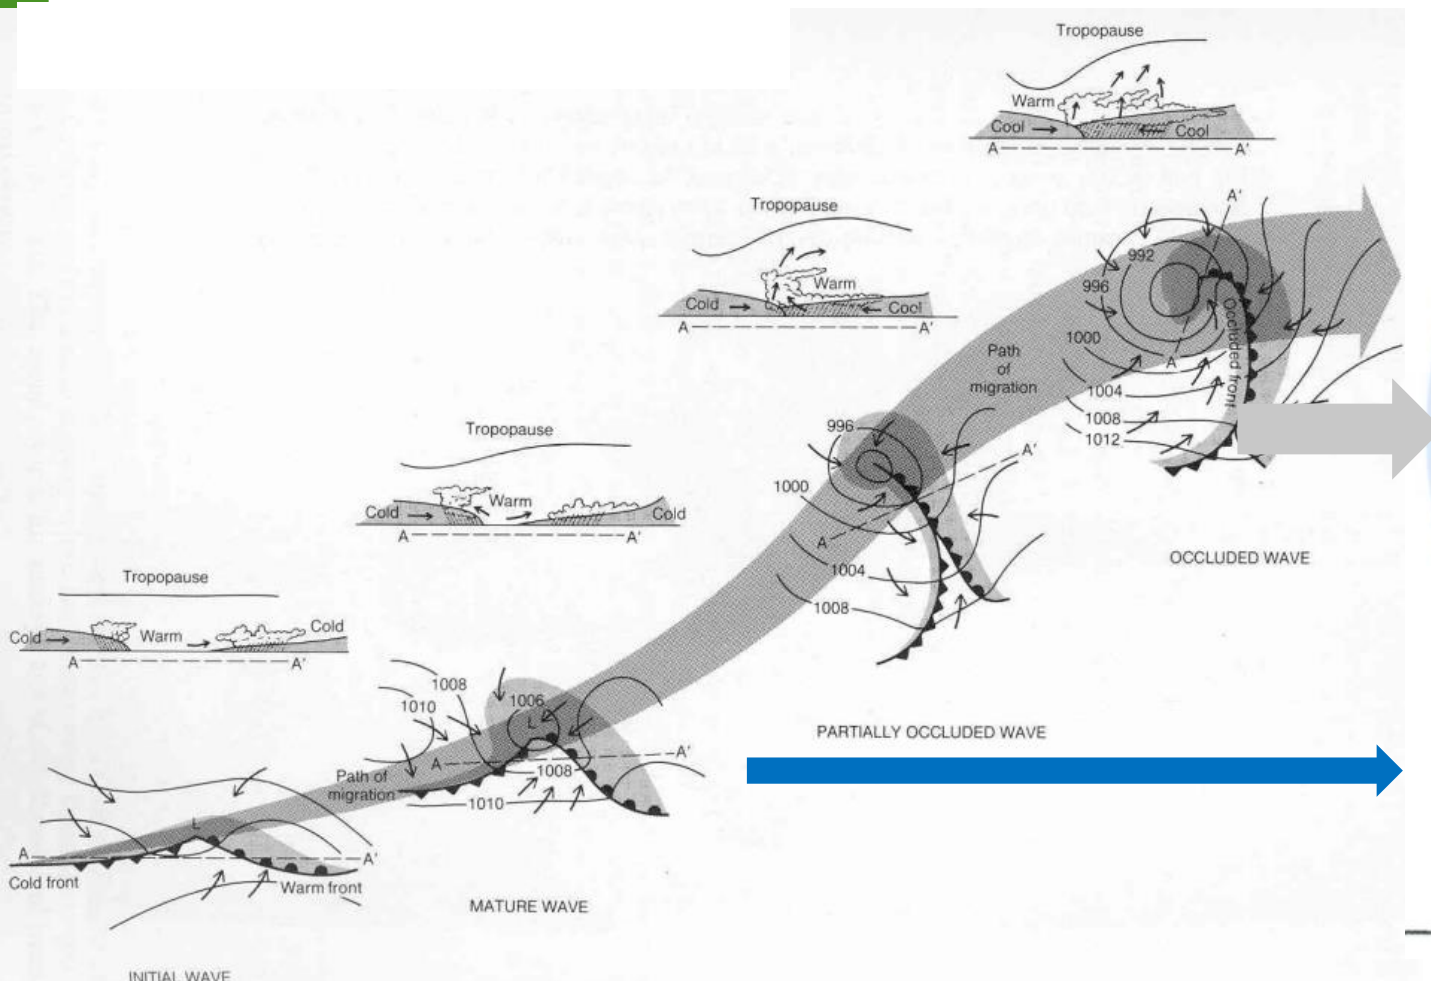 Tropopause
Warm
Cool
Cool
A
A'
Tropopause
Warm
Cold
Cool
A
A'
Tropopause
Warm
Cold
Cold
A
A'
Tropopause
Cold
Warm
Cold
A
A'
A'
992
996
1000
1004
1008
1012
A
Occluded front
OCCLUDED WAVE
Path
of
migration
996
1000
1004
1008
A
A'
PARTIALLY OCCLUDED WAVE
1008
1010
1006
L
A
A'
1008
1010
Path of
migration
MATURE WAVE
L
A
A'
Cold front
Warm front
INITIAL WAVE